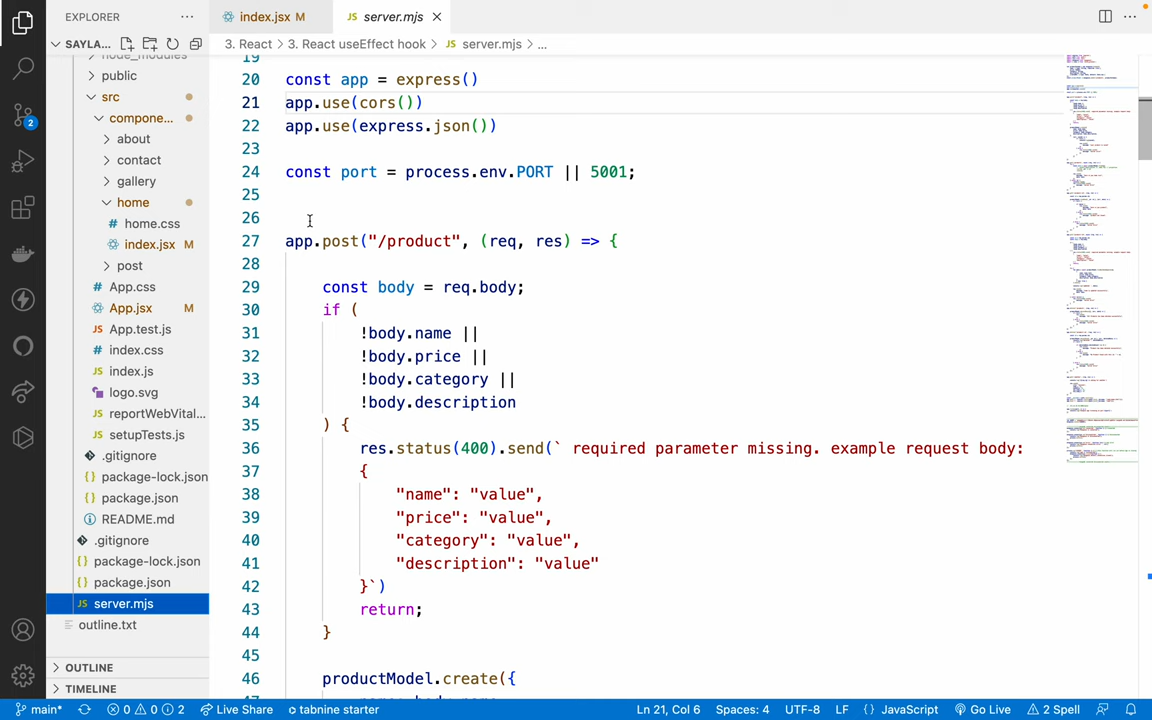 EXPLORER
SAYLA...
node_modules
public
src
compone...
about
contact
gallery
home
# home.css
index.jsx M
post
# App.css
App.jsx M
JS App.test.js
# index.css
JS index.js
logo.svg
JS reportWebVital...
JS setupTests.js
.gitignore
{} package-lock.json
{} package.json
README.md
.gitignore
{} package-lock.json
{} package.json
JS server.mjs
outline.txt
OUTLINE
TIMELINE
2
index.jsx M
JS server.mjs
3. React > 3. React useEffect hook > JS server.mjs > ...
19
20 const app = express()
21 app.use(cors())
22 app.use(express.json())
23
24 const port = process.env.PORT || 5001;
25
26
27 app.post("/product", (req, res) => {
28
29 const body = req.body;
30 if (
31 !body.name ||
32 !body.price ||
33 !body.category ||
34 !body.description
35 ) {
36 res.status(400).send(` required parameter missing. example request body:
37 {
38 "name": "value",
39 "price": "value",
40 "category": "value",
41 "description": "value"
42 }`)
43 return;
44 }
45
46 productModel.create({
47 name: body.name,
main* 0 0 2 Live Share tabnine starter Ln 21, Col 6 Spaces: 4 UTF-8 LF {} JavaScript Go Live 2 Spell